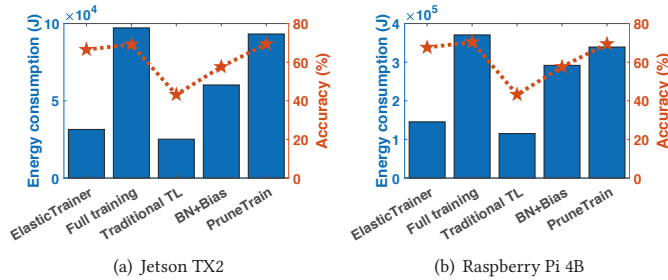 ×10⁴
10
5
0
Energy consumption (J)
80
60
40
20
0
Accuracy (%)
ElasticTrainer
Full training
Traditional TL
BN+Bias
PruneTrain
(a) Jetson TX2
×10⁵
4
3
2
1
0
Energy consumption (J)
80
60
40
20
0
Accuracy (%)
ElasticTrainer
Full training
Traditional TL
BN+Bias
PruneTrain
(b) Raspberry Pi 4B